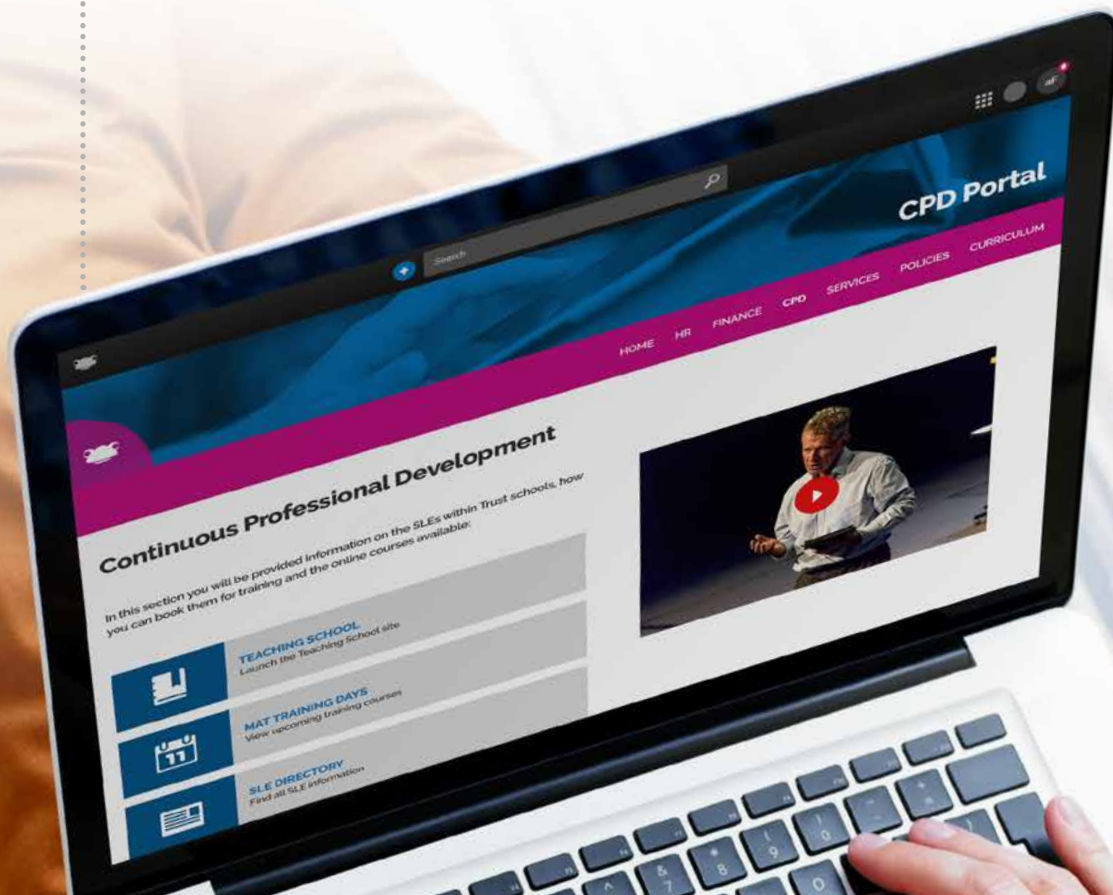 aF
Search
CPD Portal
HOME HR FINANCE CPD SERVICES POLICIES CURRICULUM
Continuous Professional Development
In this section you will be provided information on the SLEs within Trust schools, how
you can book them for training and the online courses available:
TEACHING SCHOOL
Launch the Teaching School site
11
MAT TRAINING DAYS
View upcoming training courses
SLE DIRECTORY
Find all SLE information